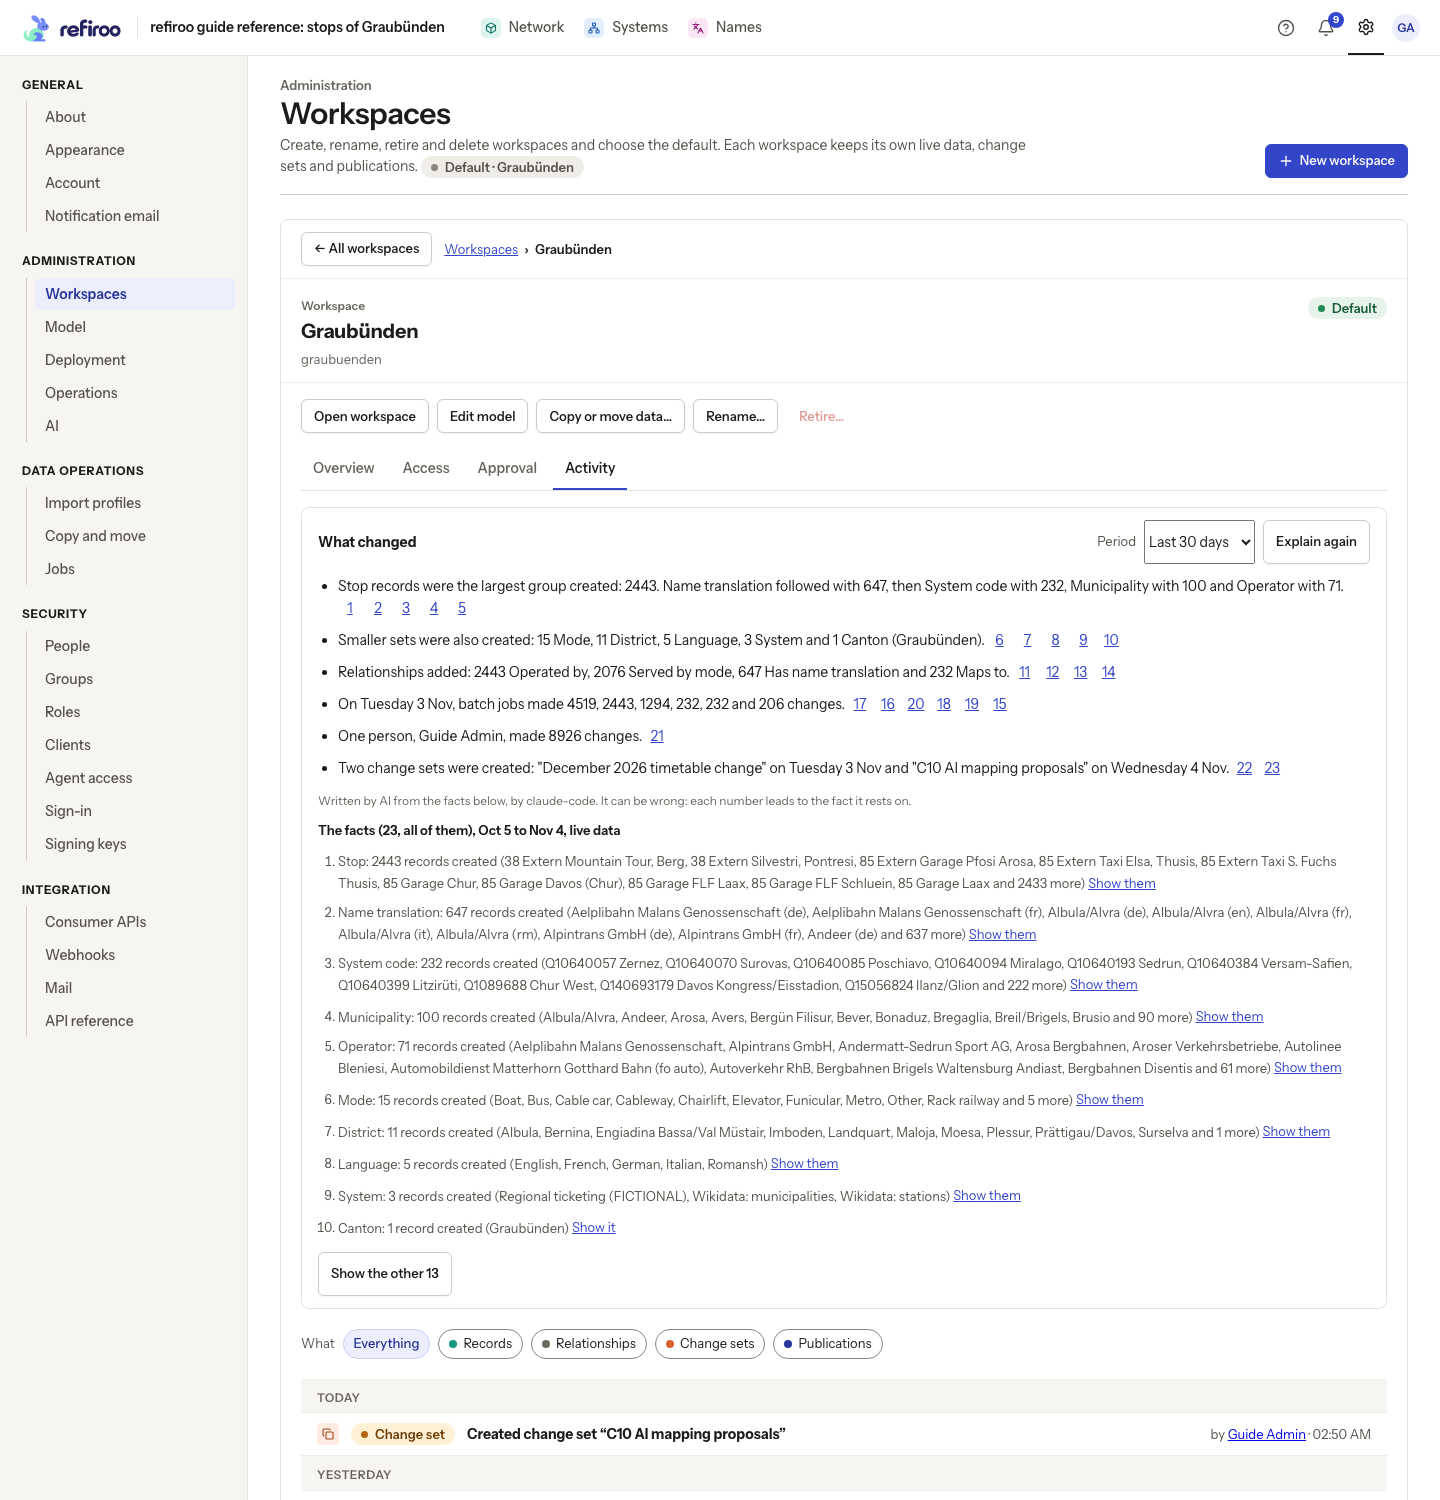 refiroo
refiroo guide reference: stops of Graubünden
Network
Systems
Names
9
GA
GENERAL
About
Appearance
Account
Notification email
ADMINISTRATION
Workspaces
Model
Deployment
Operations
AI
DATA OPERATIONS
Import profiles
Copy and move
Jobs
SECURITY
People
Groups
Roles
Clients
Agent access
Sign-in
Signing keys
INTEGRATION
Consumer APIs
Webhooks
Mail
API reference
Administration
Workspaces
Create, rename, retire and delete workspaces and choose the default. Each workspace keeps its own live data, change
sets and publications. Default · Graubünden
+ New workspace
← All workspaces
Workspaces › Graubünden
Workspace
Graubünden
graubuenden
Default
Open workspace
Edit model
Copy or move data...
Rename...
Retire...
Overview
Access
Approval
Activity
What changed
Period
Last 30 days
Explain again
Stop records were the largest group created: 2443. Name translation followed with 647, then System code with 232, Municipality with 100 and Operator with 71.
1 2 3 4 5
Smaller sets were also created: 15 Mode, 11 District, 5 Language, 3 System and 1 Canton (Graubünden). 6 7 8 9 10
Relationships added: 2443 Operated by, 2076 Served by mode, 647 Has name translation and 232 Maps to. 11 12 13 14
On Tuesday 3 Nov, batch jobs made 4519, 2443, 1294, 232, 232 and 206 changes. 17 16 20 18 19 15
One person, Guide Admin, made 8926 changes. 21
Two change sets were created: "December 2026 timetable change" on Tuesday 3 Nov and "C10 AI mapping proposals" on Wednesday 4 Nov. 22 23
Written by AI from the facts below, by claude-code. It can be wrong: each number leads to the fact it rests on.
The facts (23, all of them), Oct 5 to Nov 4, live data
1. Stop: 2443 records created (38 Extern Mountain Tour, Berg, 38 Extern Silvestri, Pontresi, 85 Extern Garage Pfosi Arosa, 85 Extern Taxi Elsa, Thusis, 85 Extern Taxi S. Fuchs
Thusis, 85 Garage Chur, 85 Garage Davos (Chur), 85 Garage FLF Laax, 85 Garage FLF Schluein, 85 Garage Laax and 2433 more) Show them
2. Name translation: 647 records created (Aelplibahn Malans Genossenschaft (de), Aelplibahn Malans Genossenschaft (fr), Albula/Alvra (de), Albula/Alvra (en), Albula/Alvra (fr),
Albula/Alvra (it), Albula/Alvra (rm), Alpintrans GmbH (de), Alpintrans GmbH (fr), Andeer (de) and 637 more) Show them
3. System code: 232 records created (Q10640057 Zernez, Q10640070 Surovas, Q10640085 Poschiavo, Q10640094 Miralago, Q10640193 Sedrun, Q10640384 Versam-Safien,
Q10640399 Litzirüti, Q1089688 Chur West, Q140693179 Davos Kongress/Eisstadion, Q15056824 Ilanz/Glion and 222 more) Show them
4. Municipality: 100 records created (Albula/Alvra, Andeer, Arosa, Avers, Bergün Filisur, Bever, Bonaduz, Bregaglia, Breil/Brigels, Brusio and 90 more) Show them
5. Operator: 71 records created (Aelplibahn Malans Genossenschaft, Alpintrans GmbH, Andermatt-Sedrun Sport AG, Arosa Bergbahnen, Aroser Verkehrsbetriebe, Autolinee
Bleniesi, Automobildienst Matterhorn Gotthard Bahn (fo auto), Autoverkehr RhB, Bergbahnen Brigels Waltensburg Andiast, Bergbahnen Disentis and 61 more) Show them
6. Mode: 15 records created (Boat, Bus, Cable car, Cableway, Chairlift, Elevator, Funicular, Metro, Other, Rack railway and 5 more) Show them
7. District: 11 records created (Albula, Bernina, Engiadina Bassa/Val Müstair, Imboden, Landquart, Maloja, Moesa, Plessur, Prättigau/Davos, Surselva and 1 more) Show them
8. Language: 5 records created (English, French, German, Italian, Romansh) Show them
9. System: 3 records created (Regional ticketing (FICTIONAL), Wikidata: municipalities, Wikidata: stations) Show them
10. Canton: 1 record created (Graubünden) Show it
Show the other 13
What
Everything
Records
Relationships
Change sets
Publications
TODAY
Change set
Created change set “C10 AI mapping proposals”
by Guide Admin · 02:50 AM
YESTERDAY